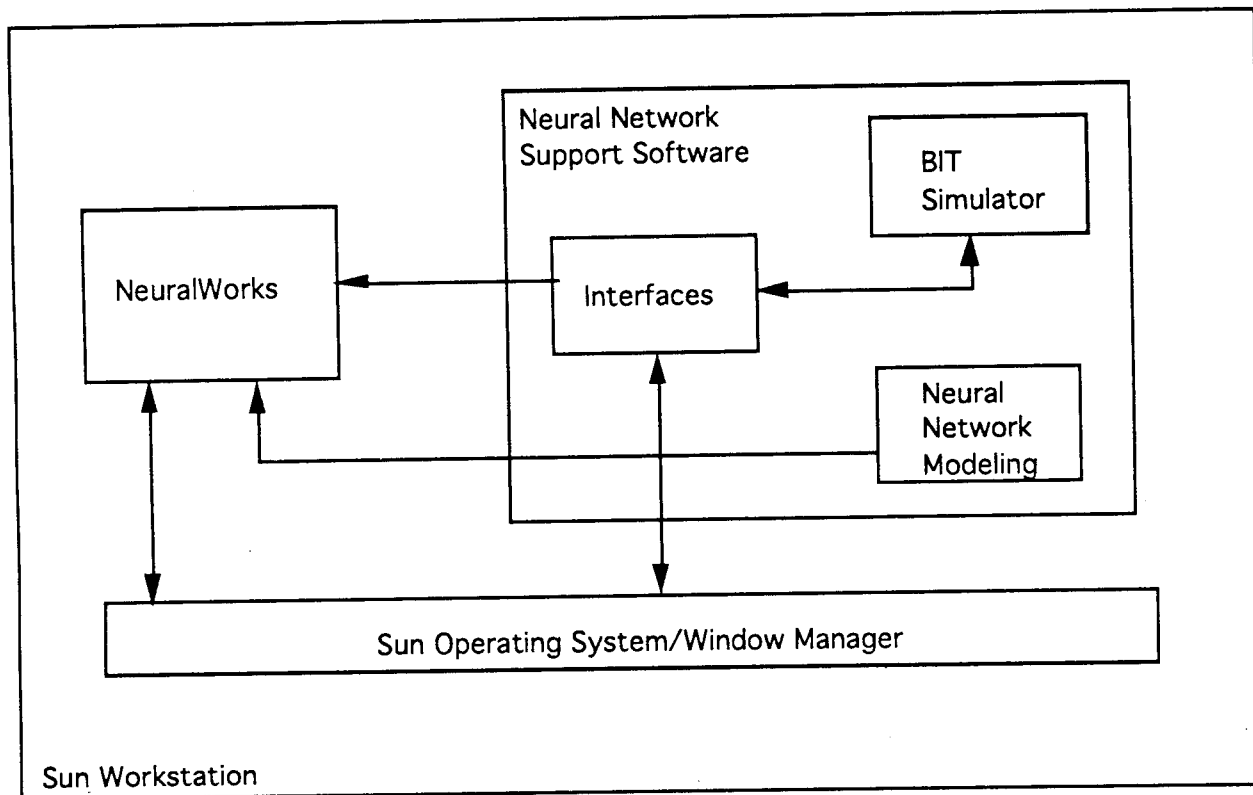 Neural Network
Support Software
BIT
Simulator
NeuralWorks
Interfaces
Neural
Network
Modeling
Sun Operating System/Window Manager
Sun Workstation